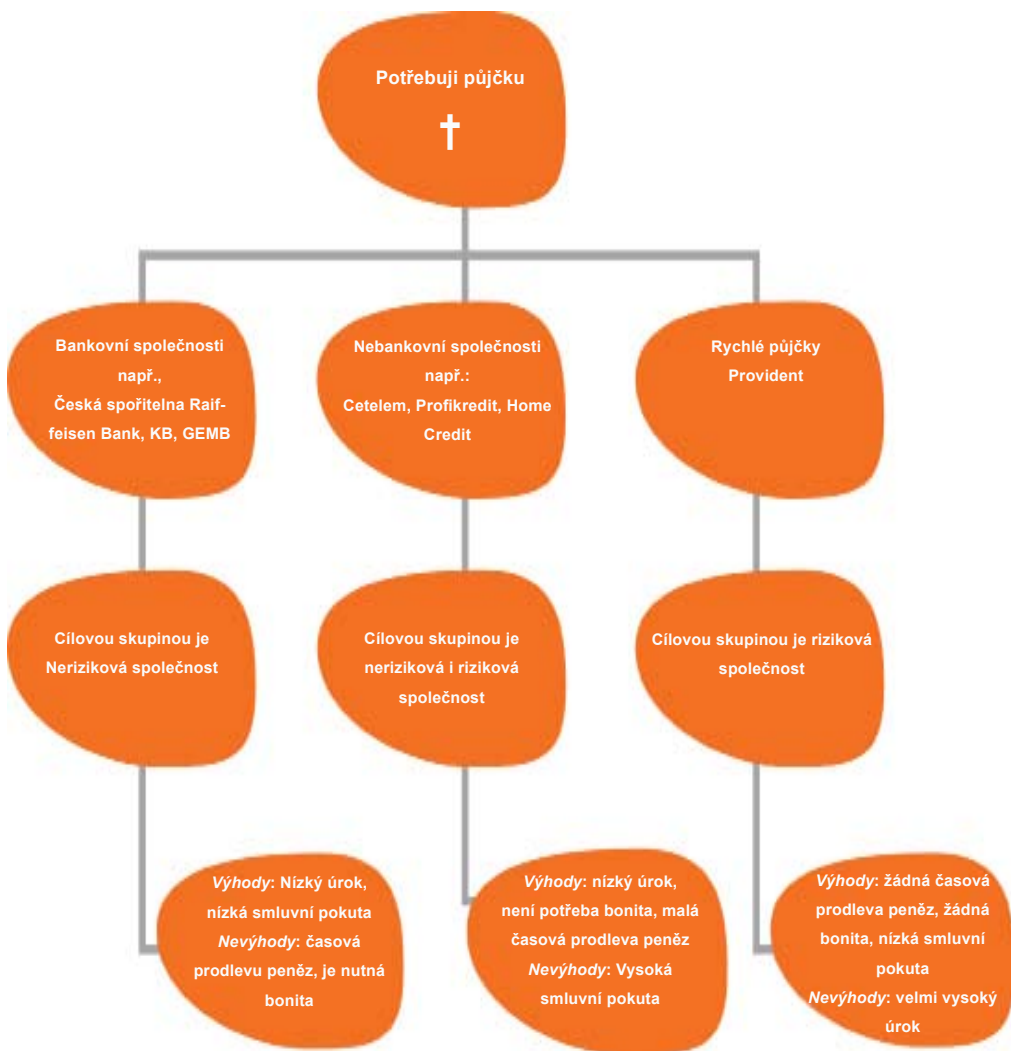 Potřebuji půjčku
†
Bankovní společnosti
např.,
Česká spořitelna Raif-
feisen Bank, KB, GEMB
Nebankovní společnosti
např.:
Cetelem, Profikredit, Home
Credit
Rychlé půjčky
Provident
Cílovou skupinou je
Neriziková společnost
Cílovou skupinou je
neriziková i riziková
společnost
Cílovou skupinou je riziková
společnost
Výhody: Nízký úrok,
nízká smluvní pokuta
Nevýhody: časová
prodlevu peněz, je nutná
bonita
Výhody: nízký úrok,
není potřeba bonita, malá
časová prodleva peněz
Nevýhody: Vysoká
smluvní pokuta
Výhody: žádná časová
prodleva peněz, žádná
bonita, nízká smluvní
pokuta
Nevýhody: velmi vysoký
úrok